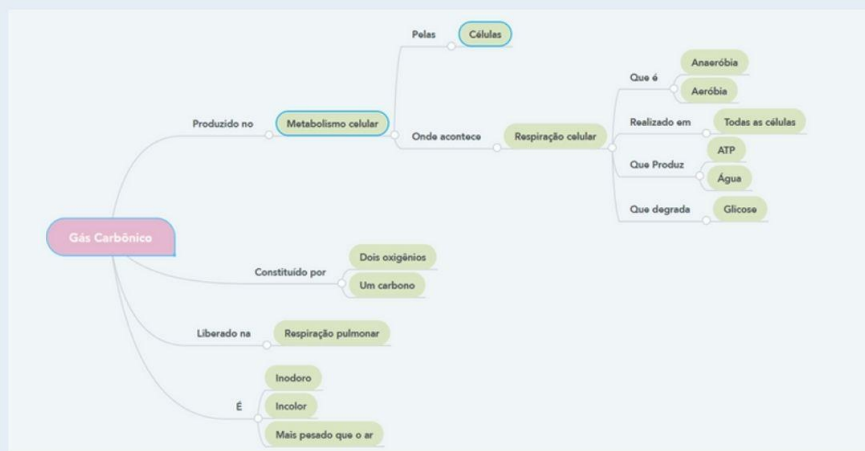 Gás Carbônico
Produzido no
Metabolismo celular
Pelas
Células
Onde acontece
Respiração celular
Que é
Anaeróbia
Aeróbia
Realizado em
Todas as células
Que Produz
ATP
Água
Que degrada
Glicose
Constituído por
Dois oxigênios
Um carbono
Liberado na
Respiração pulmonar
É
Inodoro
Incolor
Mais pesado que o ar